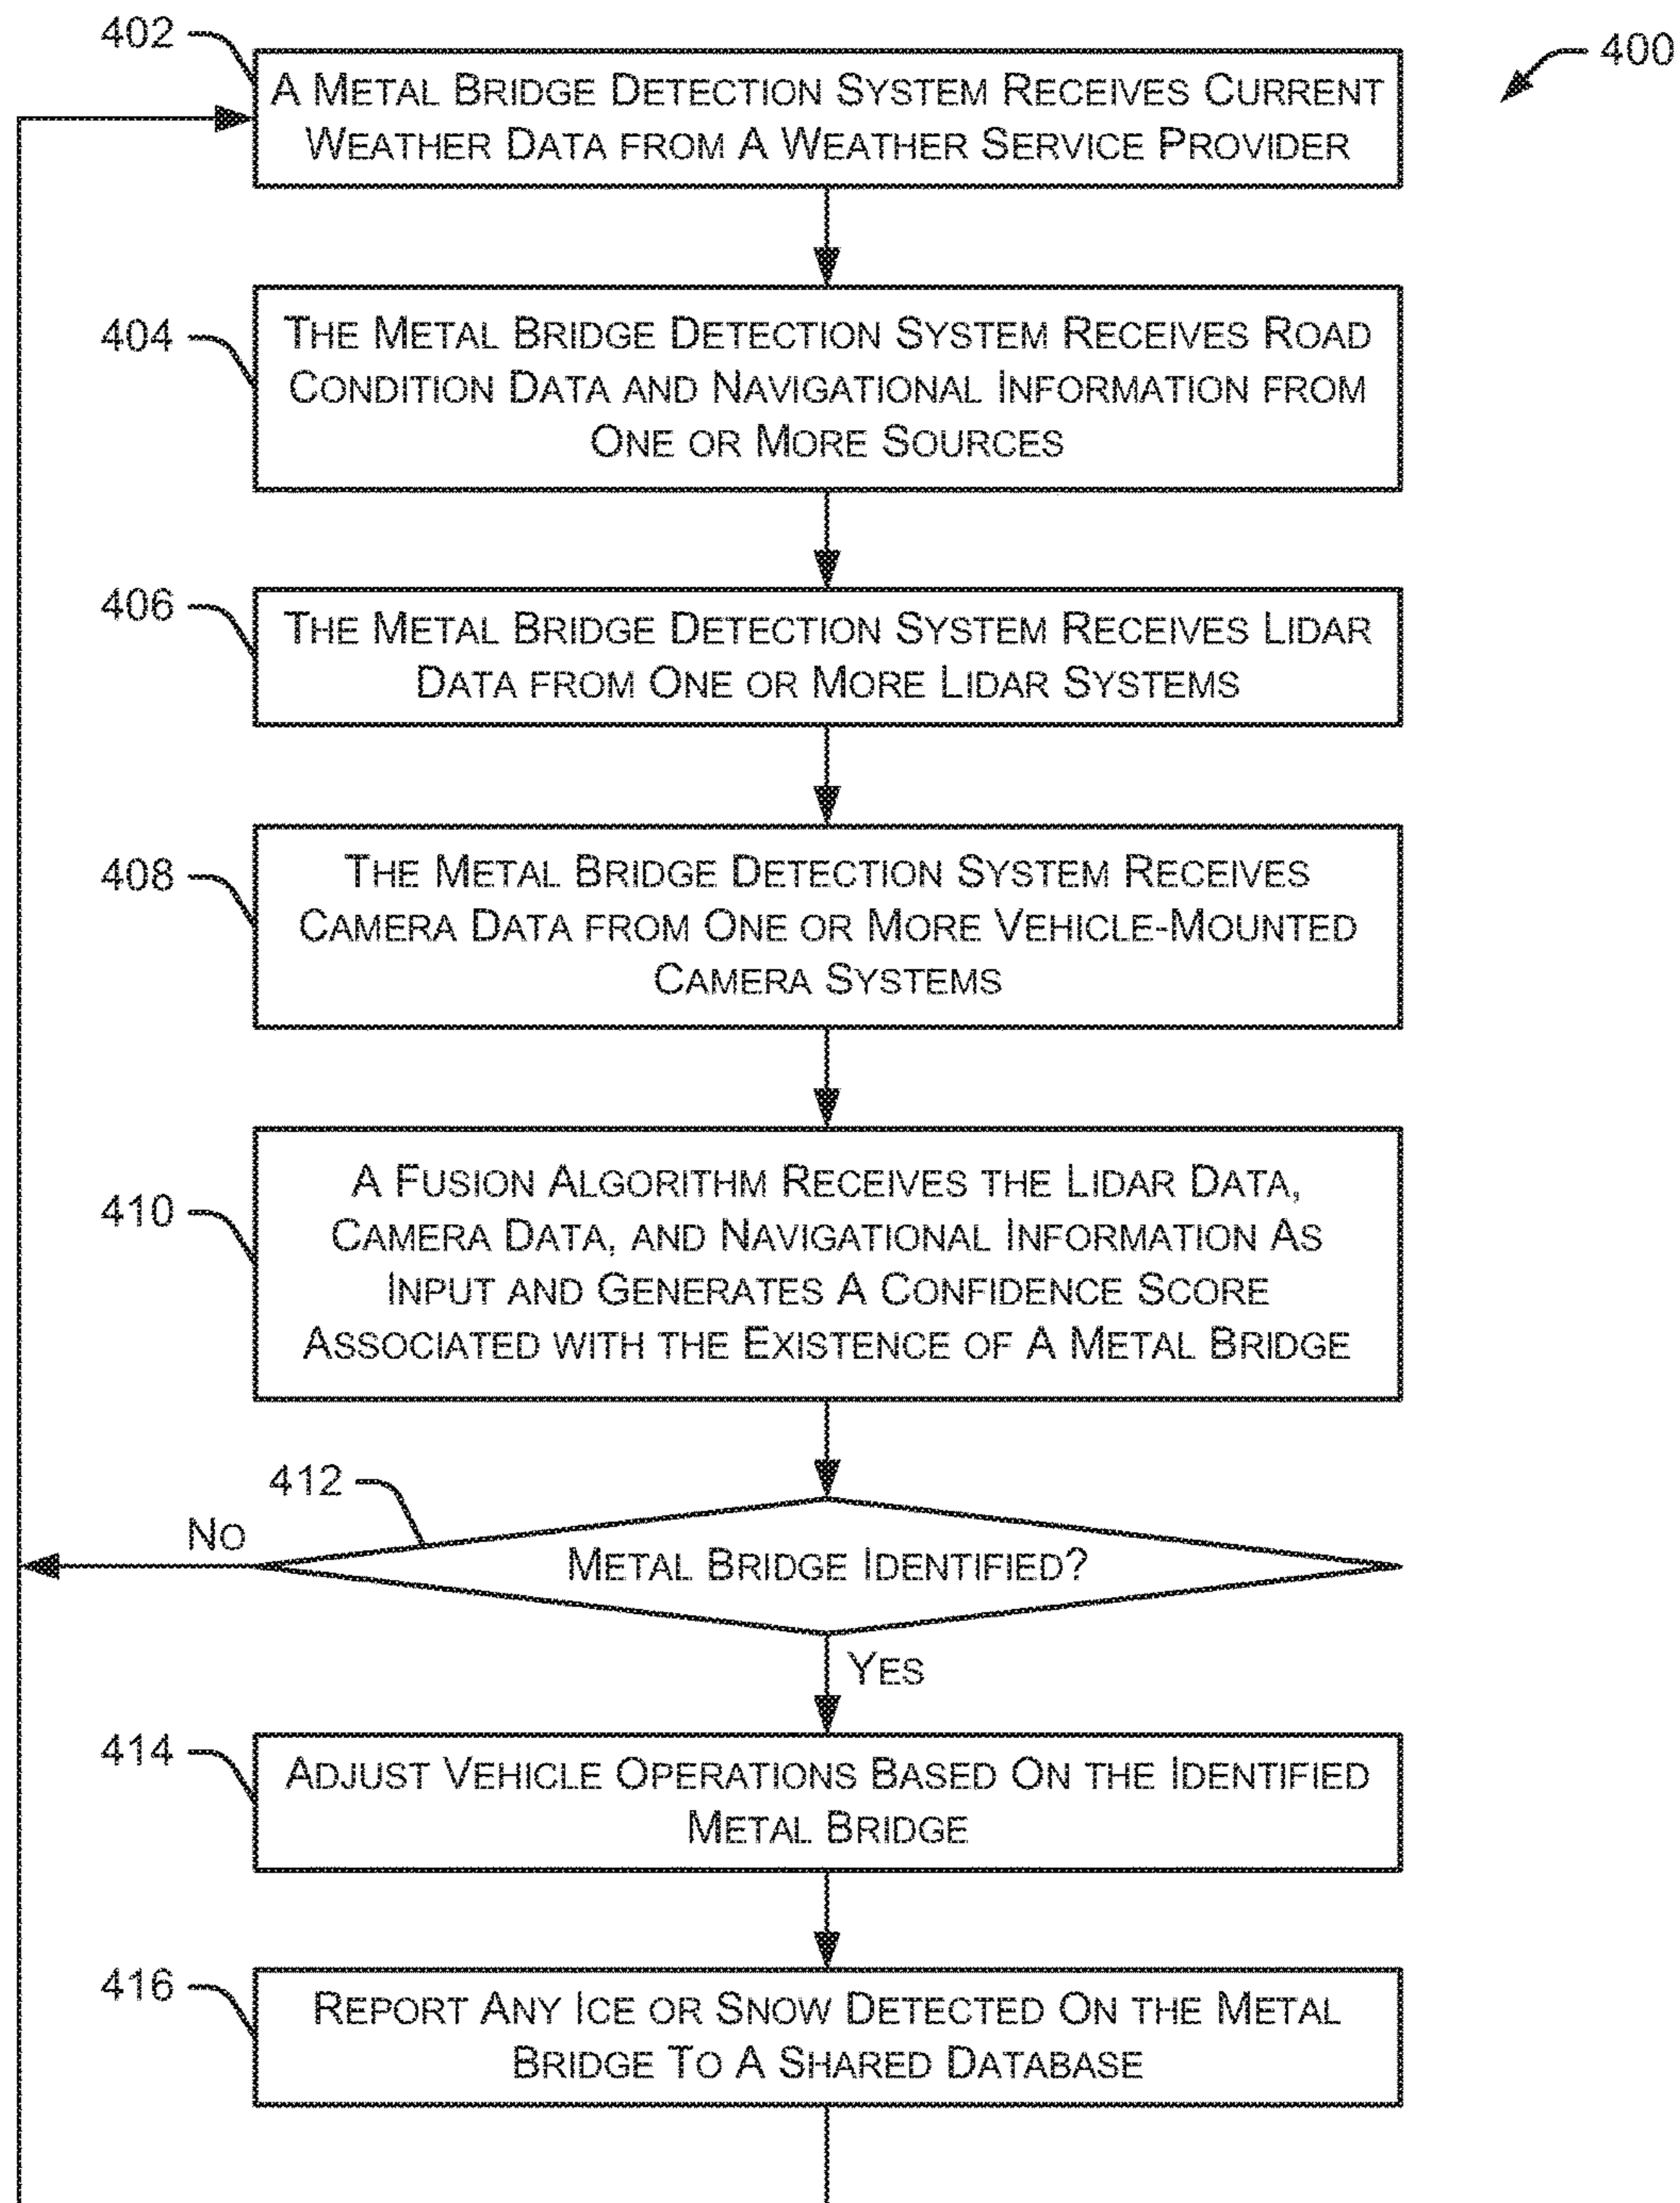 402
400
A METAL BRIDGE DETECTION SYSTEM RECEIVES CURRENT
WEATHER DATA FROM A WEATHER SERVICE PROVIDER
404
THE METAL BRIDGE DETECTION SYSTEM RECEIVES ROAD
CONDITION DATA AND NAVIGATIONAL INFORMATION FROM
ONE OR MORE SOURCES
406
THE METAL BRIDGE DETECTION SYSTEM RECEIVES LIDAR
DATA FROM ONE OR MORE LIDAR SYSTEMS
408
THE METAL BRIDGE DETECTION SYSTEM RECEIVES
CAMERA DATA FROM ONE OR MORE VEHICLE-MOUNTED
CAMERA SYSTEMS
410
A FUSION ALGORITHM RECEIVES THE LIDAR DATA,
CAMERA DATA, AND NAVIGATIONAL INFORMATION AS
INPUT AND GENERATES A CONFIDENCE SCORE
ASSOCIATED WITH THE EXISTENCE OF A METAL BRIDGE
412
NO
METAL BRIDGE IDENTIFIED?
YES
414
ADJUST VEHICLE OPERATIONS BASED ON THE IDENTIFIED
METAL BRIDGE
416
REPORT ANY ICE OR SNOW DETECTED ON THE METAL
BRIDGE TO A SHARED DATABASE